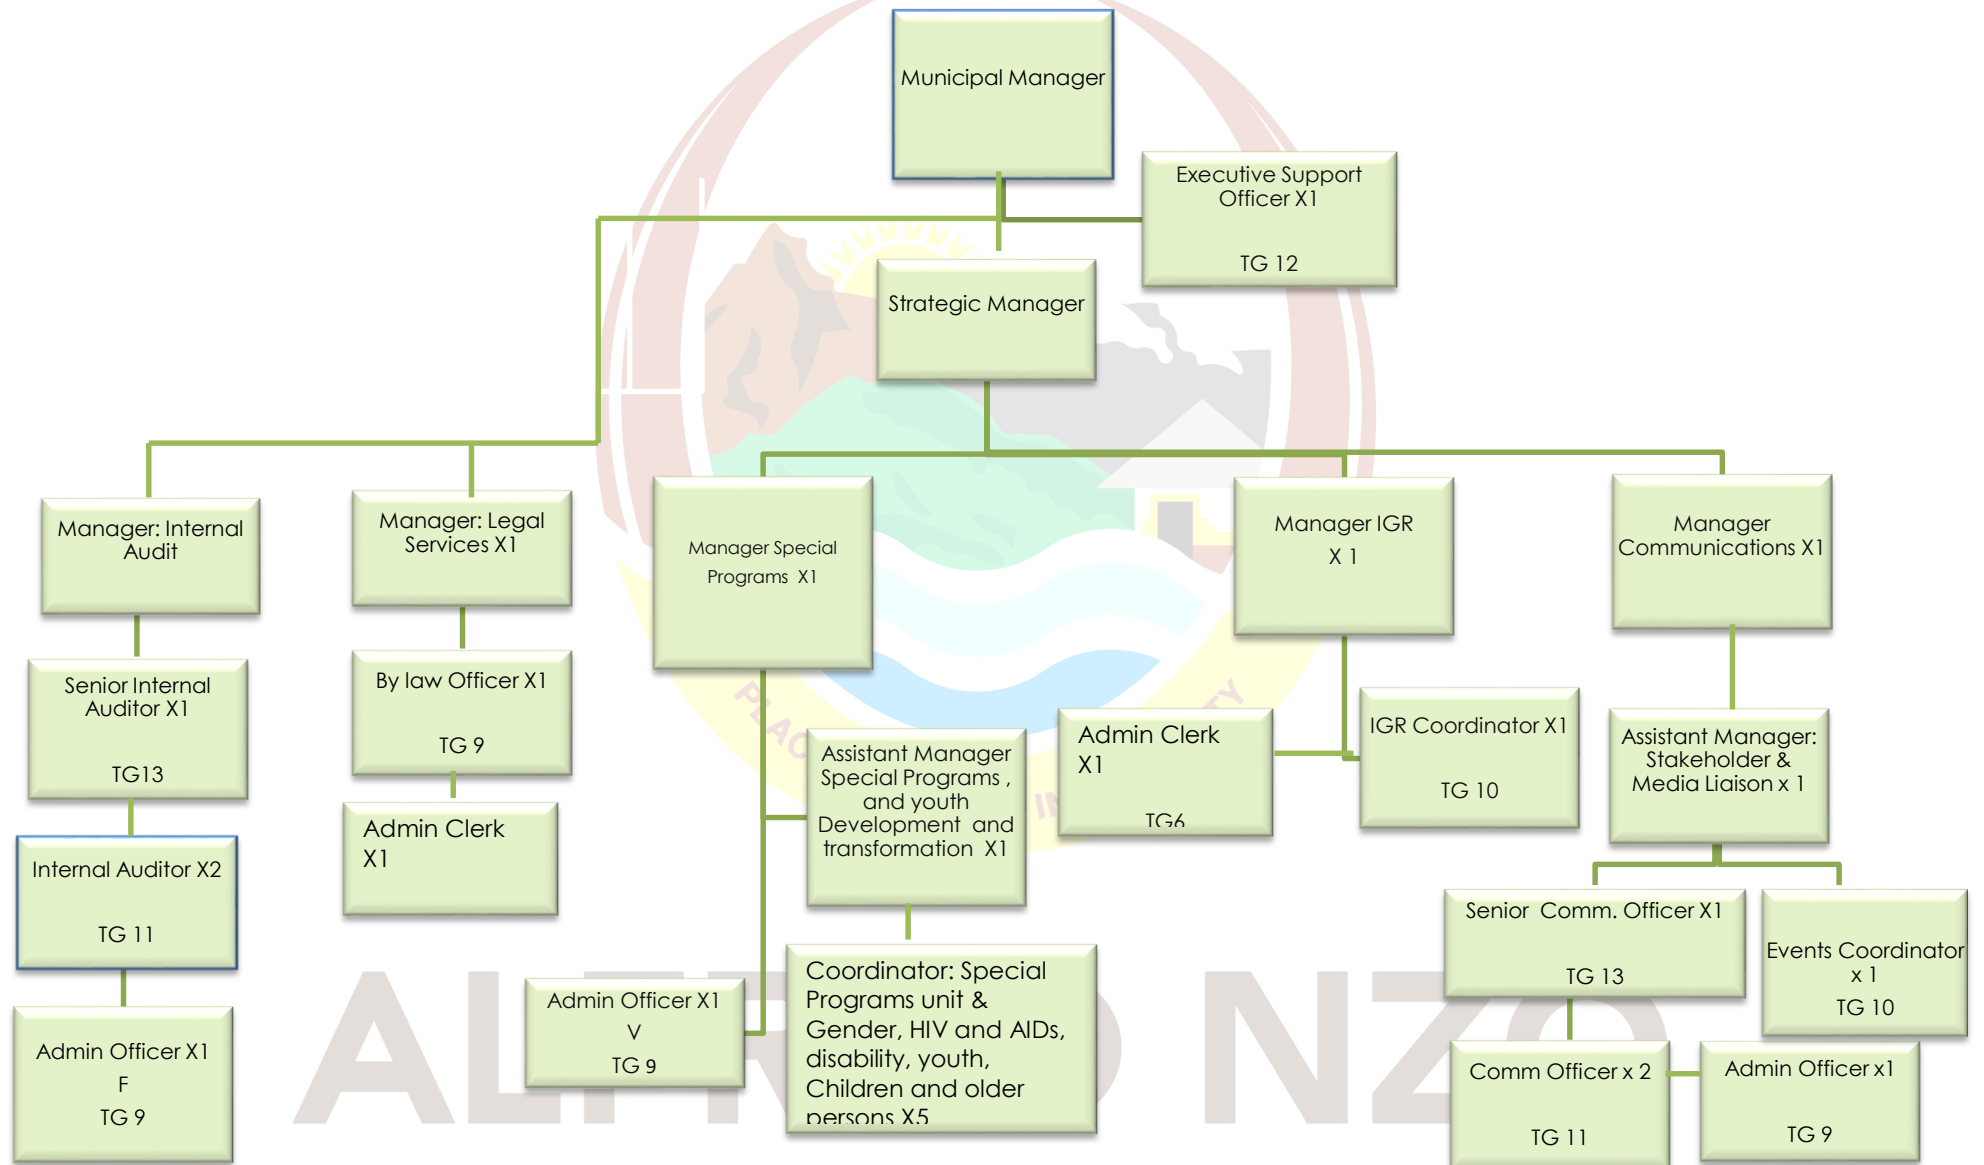 Municipal Manager
Executive Support
Officer X1
TG 12
Strategic Manager
Manager: Internal
Audit
Manager: Legal
Services X1
Manager Special
Programs X1
Manager IGR
X 1
Manager
Communications X1
Senior Internal
Auditor X1
TG13
By law Officer X1
TG 9
Admin Clerk
X1
Assistant Manager
Special Programs ,
and youth
Development and
transformation X1
Admin Clerk
X1
TG6
IGR Coordinator X1
TG 10
Assistant Manager:
Stakeholder &
Media Liaison x 1
Internal Auditor X2
TG 11
Admin Officer X1
F
TG 9
Admin Officer X1
V
TG 9
Coordinator: Special
Programs unit &
Gender, HIV and AIDs,
disability, youth,
Children and older
persons X5
Senior Comm. Officer X1
TG 13
Events Coordinator
x 1
TG 10
Comm Officer x 2
TG 11
Admin Officer x1
TG 9
NZO